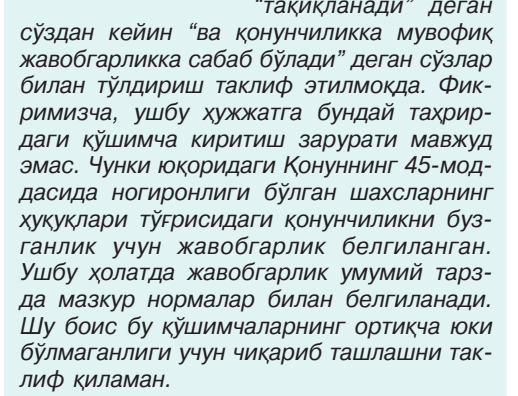 “тақиқланади” деган
сўздан кейин “ва қонунчиликка мувофиқ
жавобгарликка сабаб бўлади” деган сўзлар
билан тўлдириш таклиф этилмоқда. Фик-
римизча, ушбу ҳужжатга бундай таҳрир-
даги қўшимча киритиш зарурати мавжуд
эмас. Чунки юқоридаги Қонуннинг 45-мод-
дасида ногиронлиги бўлган шахсларнинг
ҳуқуқлари тўғрисидаги қонунчиликни буз-
ганлик учун жавобгарлик белгиланган.
Ушбу ҳолатда жавобгарлик умумий тарз-
да мазкур нормалар билан белгиланади.
Шу боис бу қўшимчаларнинг ортиқча юки
бўлмаганлиги учун чиқариб ташлашни так-
лиф қиламан.